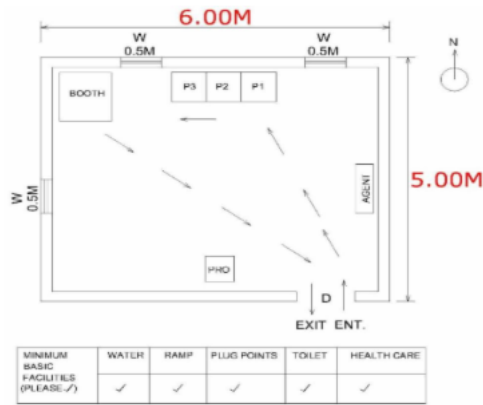 6.00M
W
0.5M
W
0.5M
N
BOOTH
P3 P2 P1
W
0.5M
AGENT
5.00M
PRO
D
EXIT ENT.
MINIMUM BASIC FACILITIES (PLEASE ✓) WATER RAMP PLUG POINTS TOILET HEALTH CARE
✓ ✓ ✓ ✓ ✓